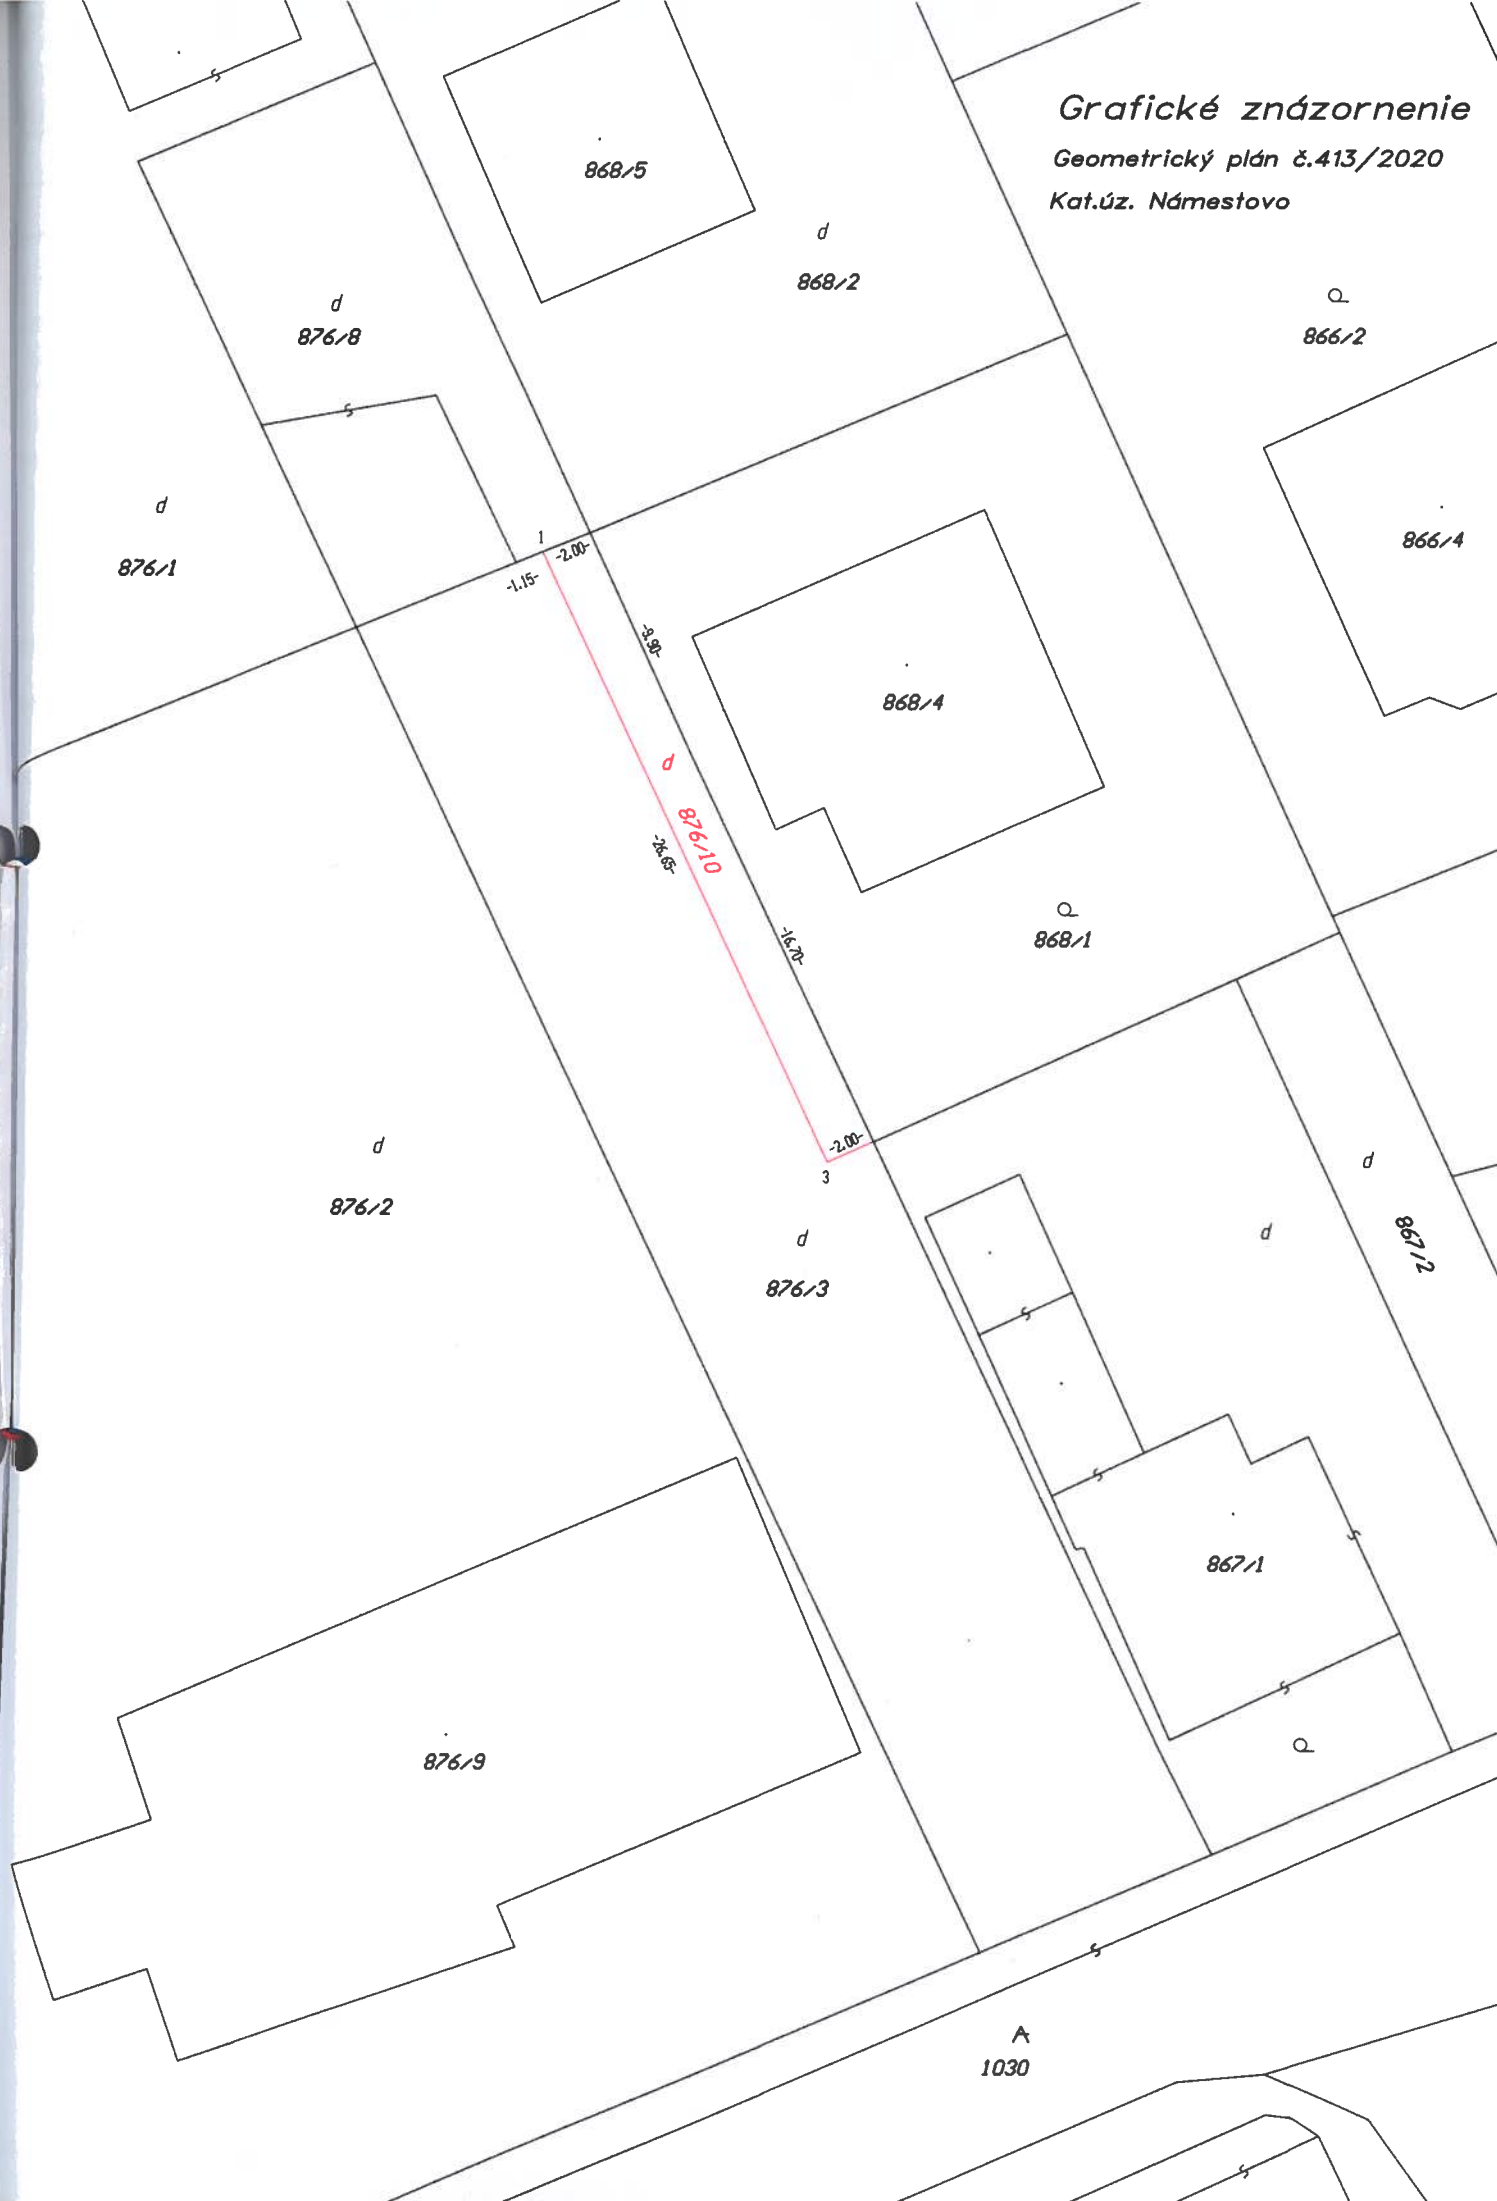 Grafické znázornenie
Geometrický plán č.413/2020
Kat.úz. Námestovo
868/5
d
868/2
d
876/8
866/2
d
876/1
866/4
1
-2.00-
-1.15-
-9.90-
868/4
d
876/10
-26.65-
868/1
-16.70-
-2.00-
3
d
876/2
d
876/3
d
d
867/2
867/1
876/9
1030